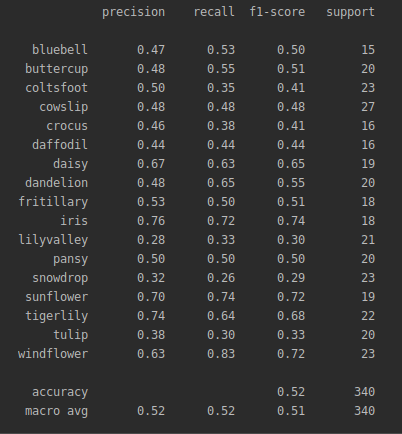 precision recall f1-score support
bluebell 0.47 0.53 0.50 15
buttercup 0.48 0.55 0.51 20
coltsfoot 0.50 0.35 0.41 23
cowslip 0.48 0.48 0.48 27
crocus 0.46 0.38 0.41 16
daffodil 0.44 0.44 0.44 16
daisy 0.67 0.63 0.65 19
dandelion 0.48 0.65 0.55 20
fritillary 0.53 0.50 0.51 18
iris 0.76 0.72 0.74 18
lilyvalley 0.28 0.33 0.30 21
pansy 0.50 0.50 0.50 20
snowdrop 0.32 0.26 0.29 23
sunflower 0.70 0.74 0.72 19
tigerlily 0.74 0.64 0.68 22
tulip 0.38 0.30 0.33 20
windflower 0.63 0.83 0.72 23
accuracy 0.52 340
macro avg 0.52 0.52 0.51 340